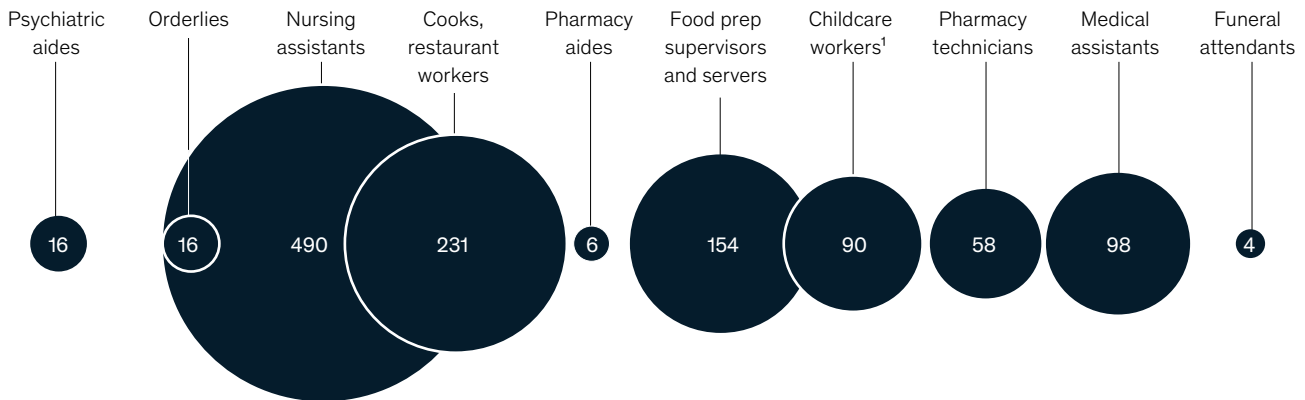 Psychiatric
aides
Orderlies
Nursing
assistants
Cooks,
restaurant
workers
Pharmacy
aides
Food prep
supervisors
and servers
Childcare
workers¹
Pharmacy
technicians
Medical
assistants
Funeral
attendants
16
16
490
231
6
154
90
58
98
4